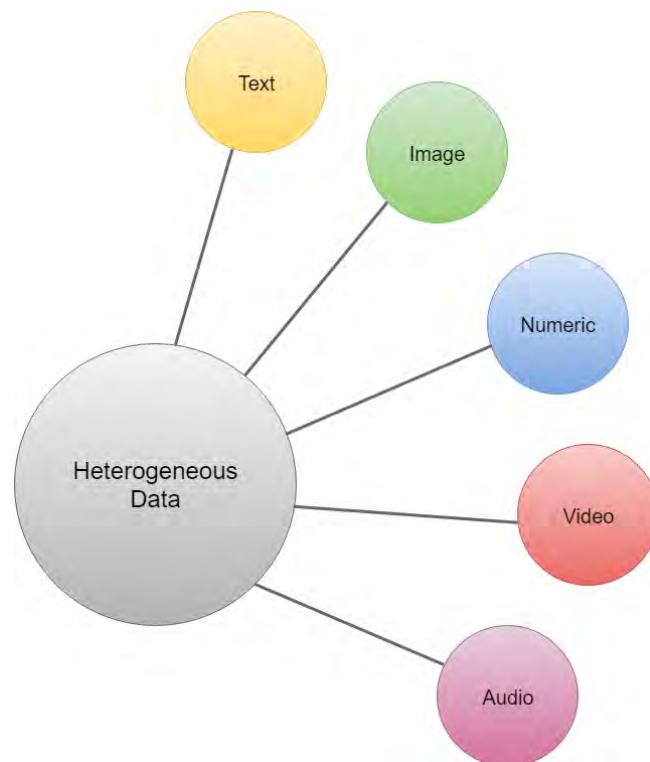 Text
Image
Numeric
Heterogeneous
Data
Video
Audio